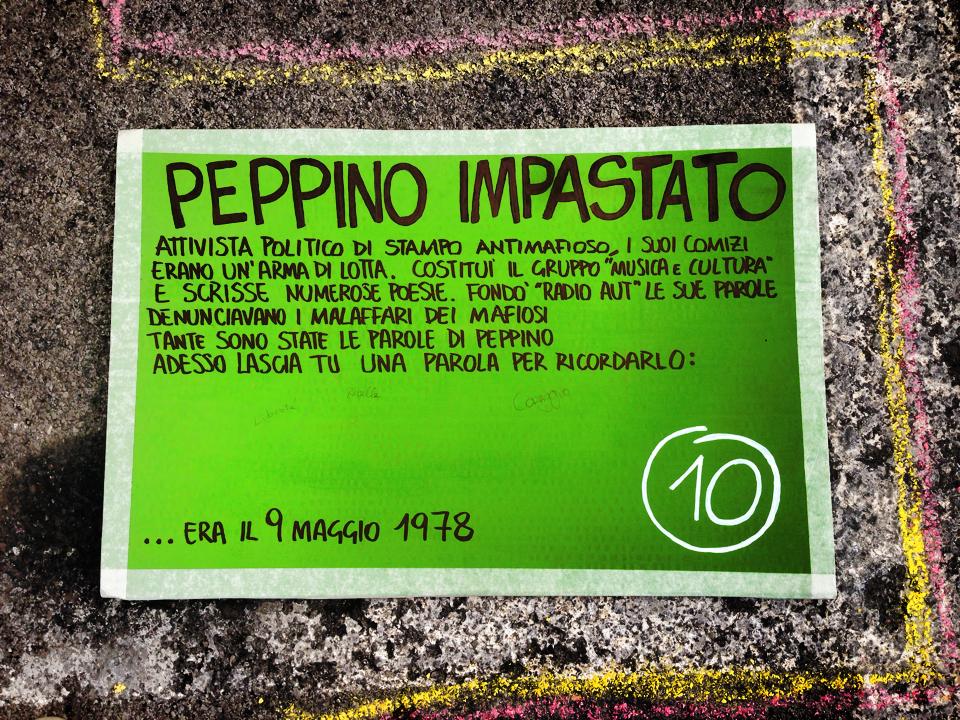 PEPPINO IMPASTATO
ATTIVISTA POLITICO DI STAMPO ANTIMAFIOSO, I SUOI COMIZI
ERANO UN'ARMA DI LOTTA. COSTITUI' IL GRUPPO "MUSICA E CULTURA"
E SCRISSE NUMEROSE POESIE. FONDO' "RADIO AUT" LE SUE PAROLE
DENUNCIAVANO I MALAFFARI DEI MAFIOSI
TANTE SONO STATE LE PAROLE DI PEPPINO
ADESSO LASCIA TU UNA PAROLA PER RICORDARLO:
Libertà Coraggio
10
... ERA IL 9 MAGGIO 1978